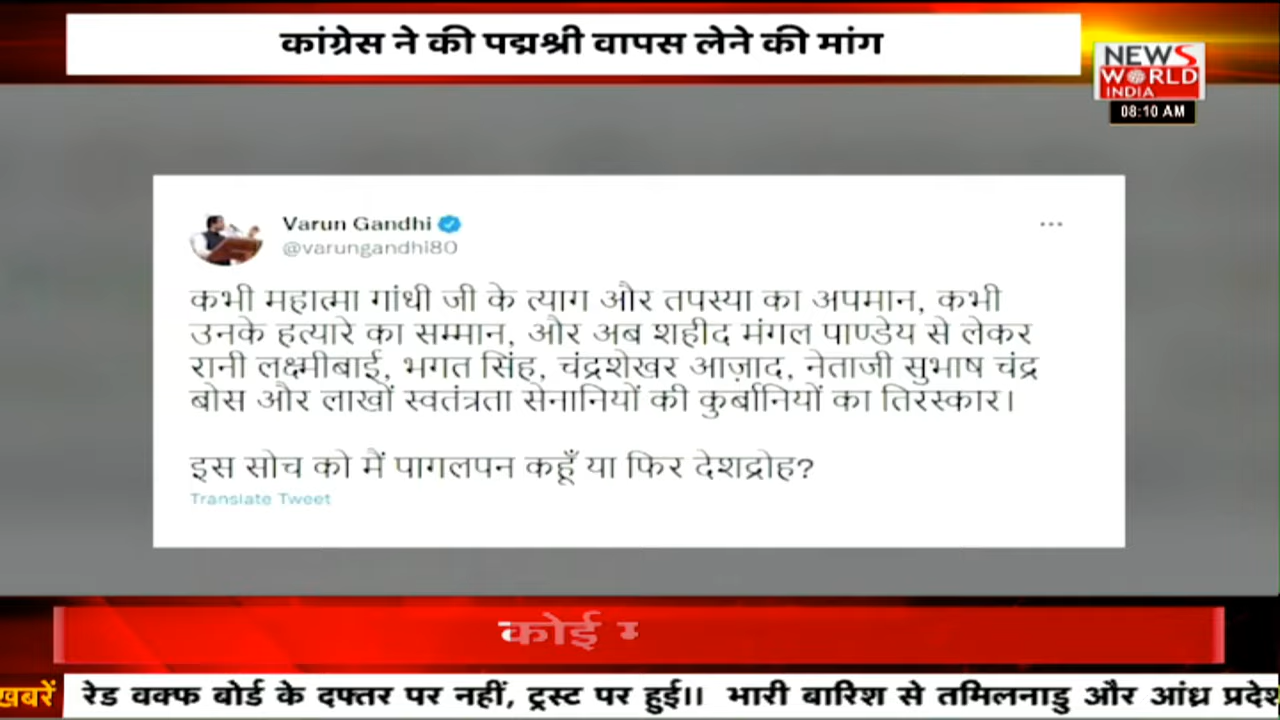 कांग्रेस ने की पद्मश्री वापस लेने की मांग
NEWS
WORLD
INDIA
08:10 AM
Varun Gandhi
@varungandhi80
कभी महात्मा गांधी जी के त्याग और तपस्या का अपमान, कभी
उनके हत्यारे का सम्मान, और अब शहीद मंगल पाण्डेय से लेकर
रानी लक्ष्मीबाई, भगत सिंह, चंद्रशेखर आज़ाद, नेताजी सुभाष चंद्र
बोस और लाखों स्वतंत्रता सेनानियों की कुर्बानियों का तिरस्कार।
इस सोच को मैं पागलपन कहूँ या फिर देशद्रोह?
Translate Tweet
कोई
खबरें रेड वक्फ बोर्ड के दफ्तर पर नहीं, ट्रस्ट पर हुई।। भारी बारिश से तमिलनाडु और आंध्र प्रदेश